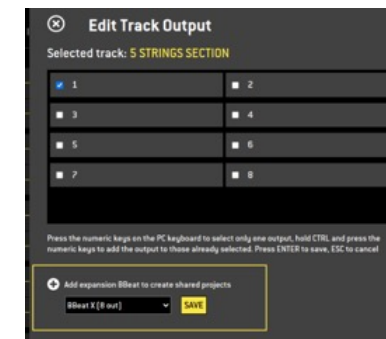 Edit Track Output
Selected track: 5 STRINGS SECTION
1 2
3 4
5 6
7 8
Press the numeric keys on the PC keyboard to select only one output, hold CTRL and press the
numeric keys to add the output to those already selected. Press ENTER to save, ESC to cancel
Add expansion BBeat to create shared projects
BBeat X (8 out) SAVE